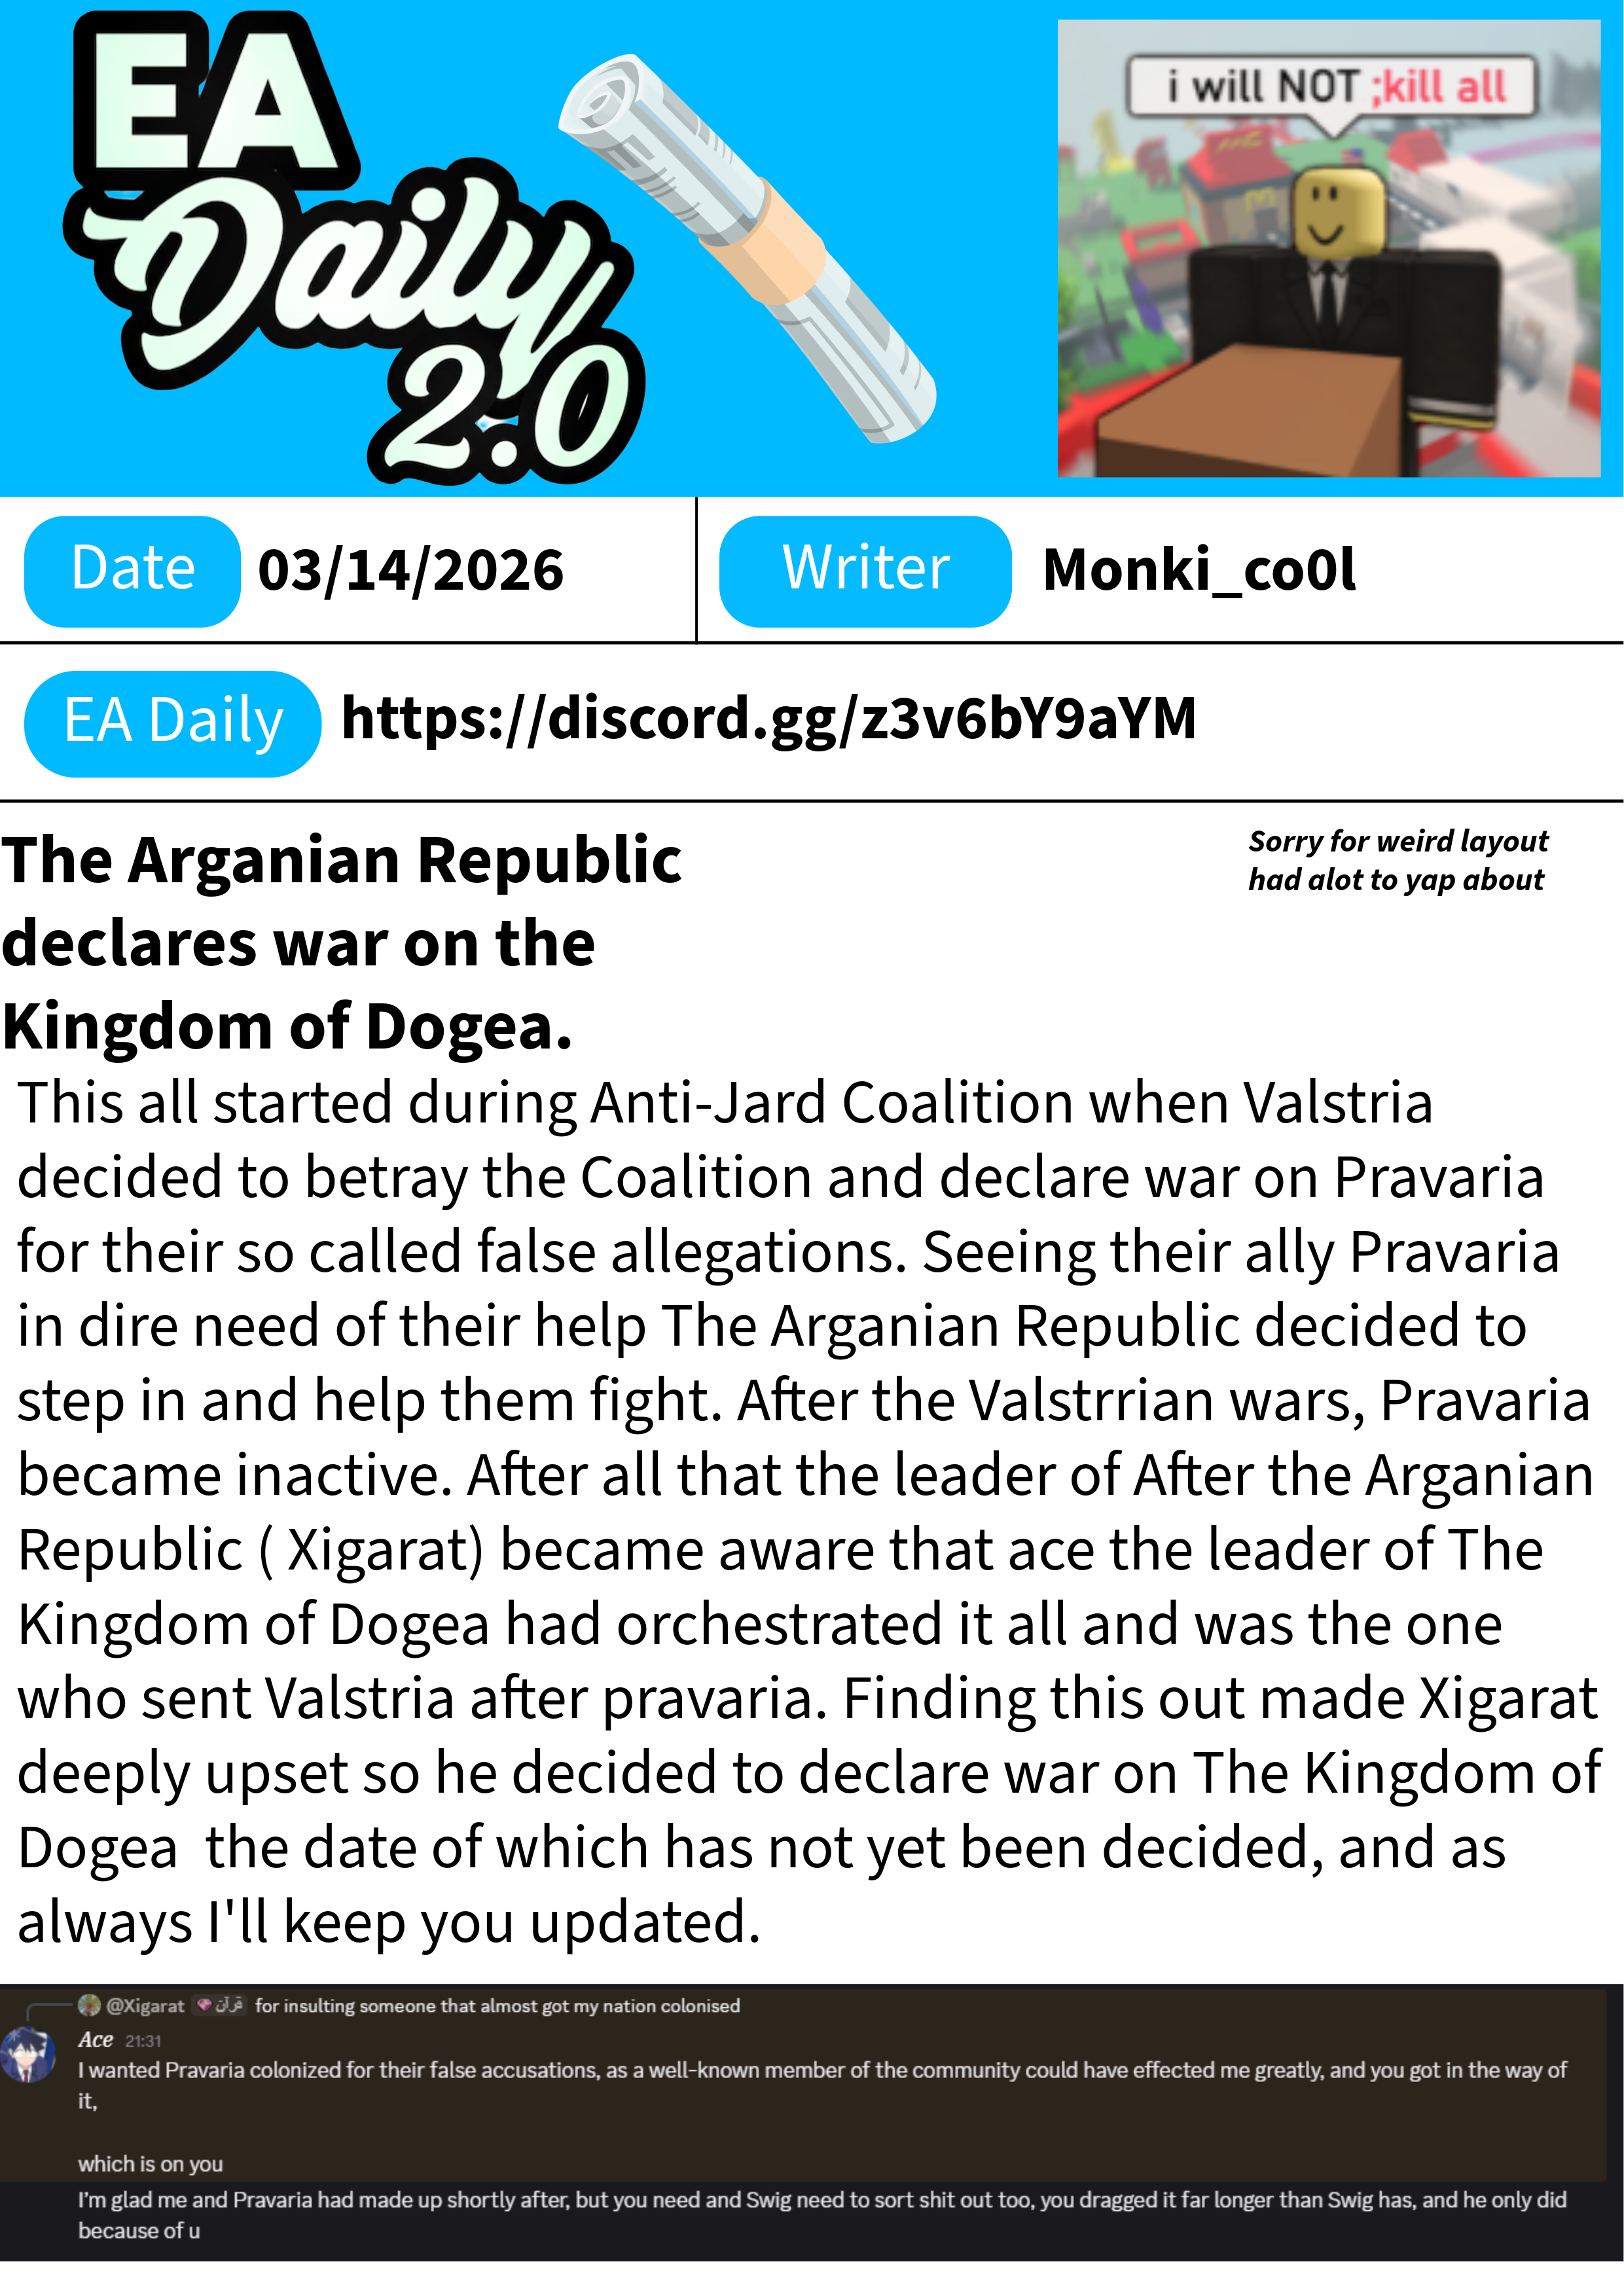 EA
Daily
2.0
i will NOT ;kill all
Date 03/14/2026
Writer Monki_co0l
EA Daily https://discord.gg/z3v6bY9aYM
The Arganian Republic
declares war on the
Kingdom of Dogea.
Sorry for weird layout
had alot to yap about
This all started during Anti-Jard Coalition when Valstria
decided to betray the Coalition and declare war on Pravaria
for their so called false allegations. Seeing their ally Pravaria
in dire need of their help The Arganian Republic decided to
step in and help them fight. After the Valstrrian wars, Pravaria
became inactive. After all that the leader of After the Arganian
Republic ( Xigarat) became aware that ace the leader of The
Kingdom of Dogea had orchestrated it all and was the one
who sent Valstria after pravaria. Finding this out made Xigarat
deeply upset so he decided to declare war on The Kingdom of
Dogea  the date of which has not yet been decided, and as
always I'll keep you updated.
@Xigarat قرآن for insulting someone that almost got my nation colonised
Ace 21:31
I wanted Pravaria colonized for their false accusations, as a well-known member of the community could have effected me greatly, and you got in the way of
it,
which is on you
I'm glad me and Pravaria had made up shortly after, but you need and Swig need to sort shit out too, you dragged it far longer than Swig has, and he only did
because of u